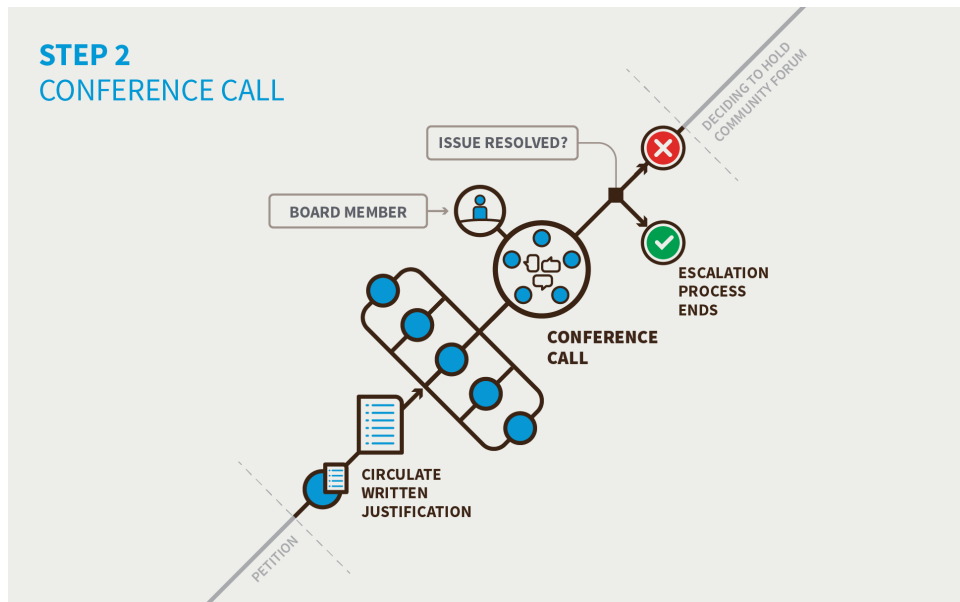 STEP 2
CONFERENCE CALL
DECIDING TO HOLD
COMMUNITY FORUM
ISSUE RESOLVED?
BOARD MEMBER
ESCALATION
PROCESS
ENDS
CONFERENCE
CALL
CIRCULATE
WRITTEN
JUSTIFICATION
PETITION